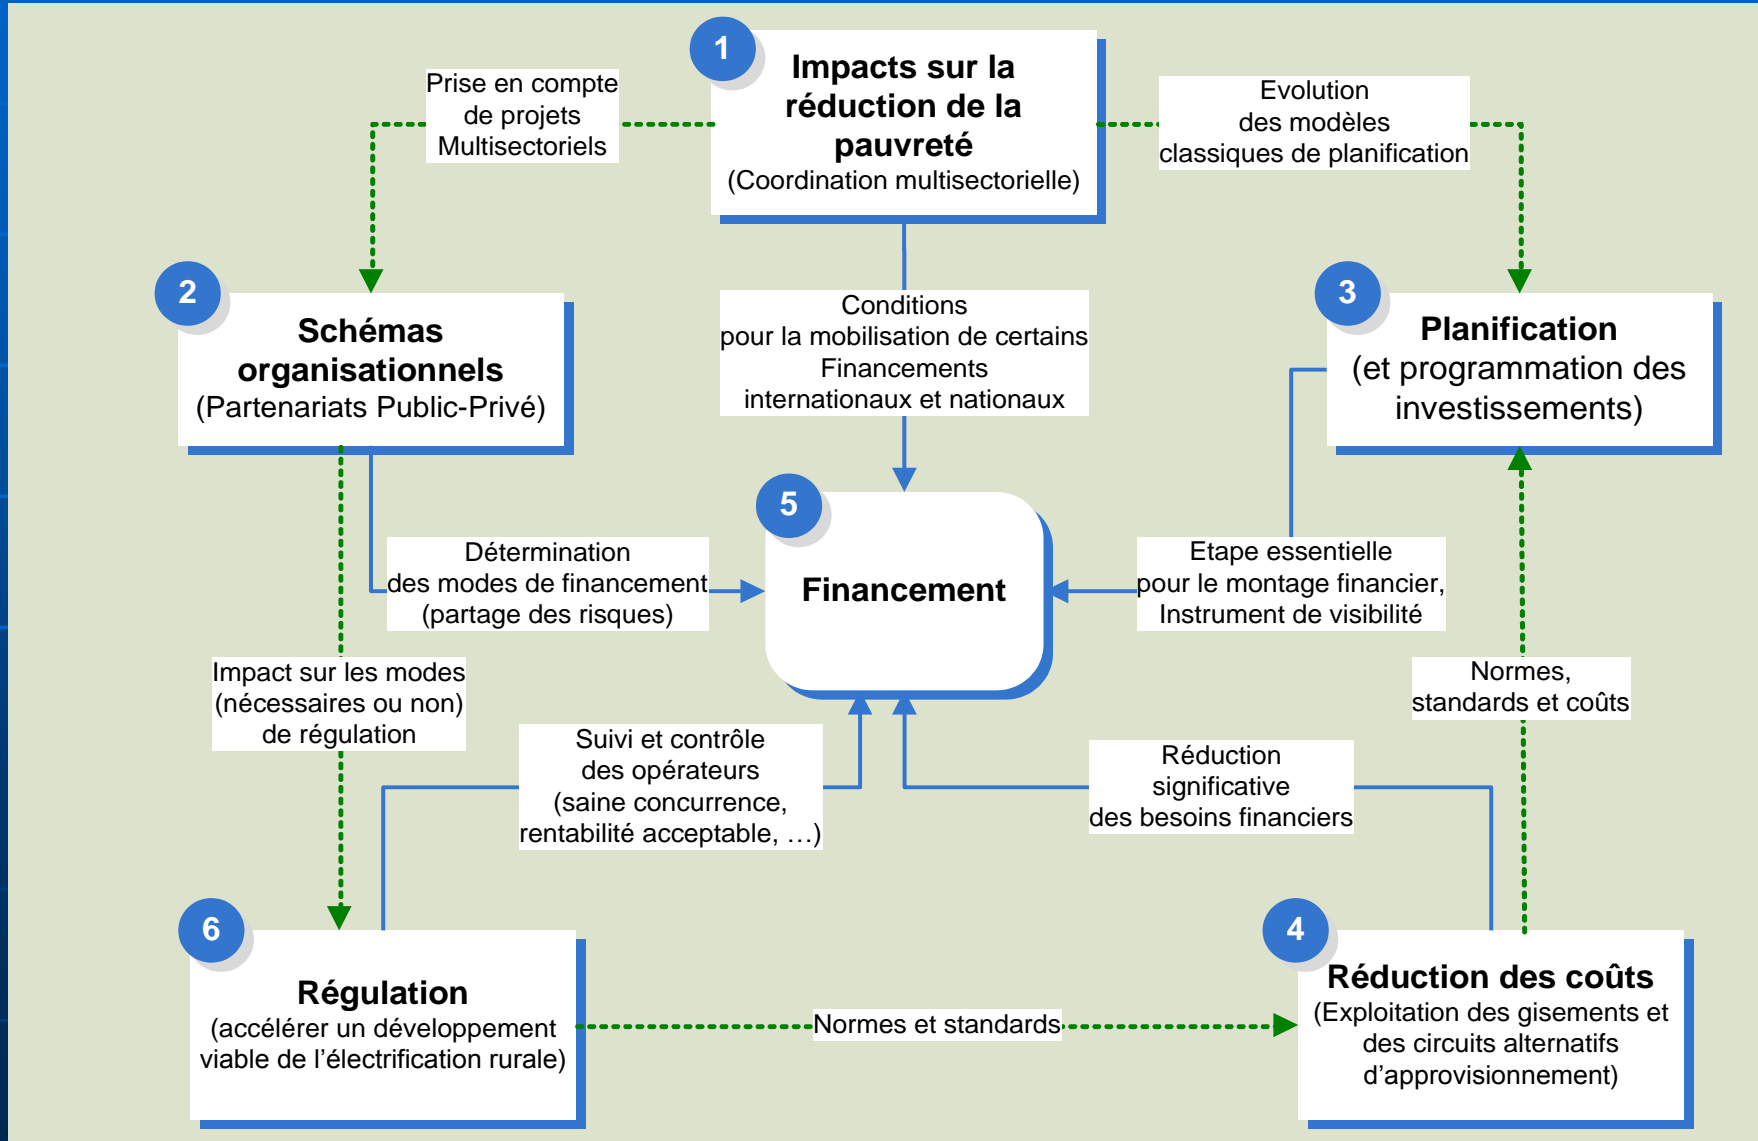 1
Impacts sur la
réduction de la
pauvreté
(Coordination multisectorielle)
Prise en compte
de projets
Multisectoriels
Evolution
des modèles
classiques de planification
2
Schémas
organisationnels
(Partenariats Public-Privé)
Conditions
pour la mobilisation de certains
Financements
internationaux et nationaux
3
Planification
(et programmation des
investissements)
5
Financement
Détermination
des modes de financement
(partage des risques)
Etape essentielle
pour le montage financier,
Instrument de visibilité
Impact sur les modes
(nécessaires ou non)
de régulation
Normes,
standards et coûts
Suivi et contrôle
des opérateurs
(saine concurrence,
rentabilité acceptable, …)
Réduction
significative
des besoins financiers
6
Régulation
(accélérer un développement
viable de l’électrification rurale)
Normes et standards
4
Réduction des coûts
(Exploitation des gisements et
des circuits alternatifs
d’approvisionnement)